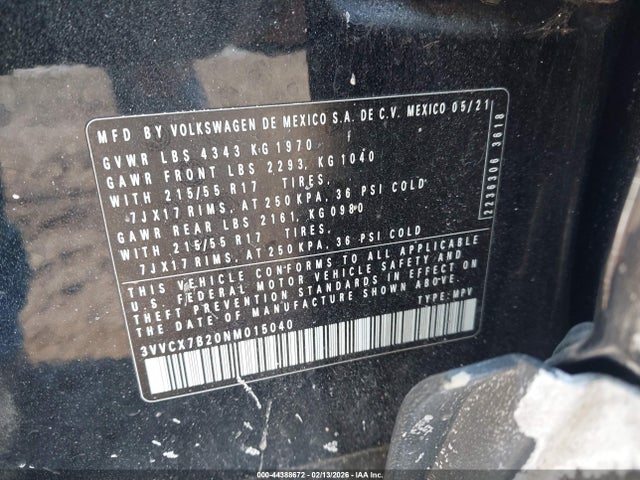 MFD BY VOLKSWAGEN DE MEXICO S.A. DE C.V. MEXICO 05/21
GVWR LBS 4343 KG 1970
GAWR FRONT LBS 2293, KG 1040
WITH 215/55 R17 TIRES,
7JX17 RIMS, AT 250 KPA, 36 PSI COLD
GAWR REAR LBS 2161, KG 0980
WITH 215/55 R17 TIRES,
7JX17 RIMS, AT 250 KPA, 36 PSI COLD
THIS VEHICLE CONFORMS TO ALL APPLICABLE
U.S. FEDERAL MOTOR VEHICLE SAFETY AND
THEFT PREVENTION STANDARDS IN EFFECT ON
THE DATE OF MANUFACTURE SHOWN ABOVE.
3VVCX7B20NM015040 TYPE: MPV
2236306 3618
000-44388672 - 02/13/2026 - IAA Inc.